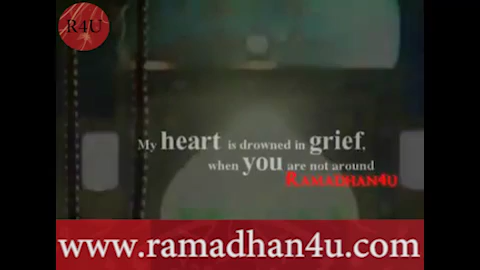 R4U
My heart is drowned in grief,
when you are not around
RAMADHAN4U
www.ramadhan4u.com